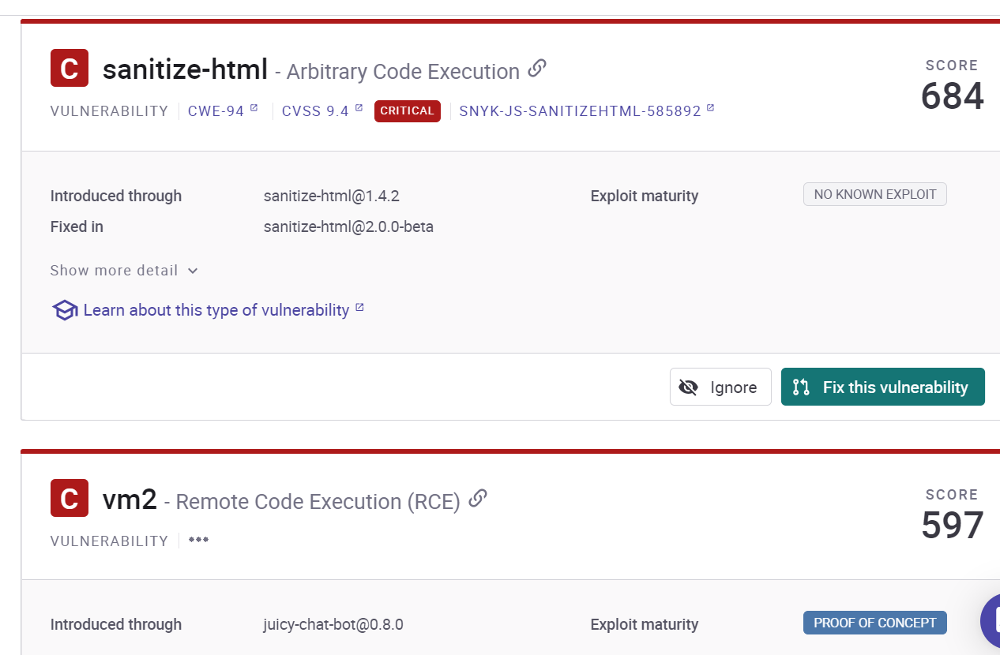 C sanitize-html - Arbitrary Code Execution
SCORE
684
VULNERABILITY CWE-94 CVSS 9.4 CRITICAL SNYK-JS-SANITIZEHTML-585892
Introduced through sanitize-html@1.4.2 Exploit maturity NO KNOWN EXPLOIT
Fixed in sanitize-html@2.0.0-beta
Show more detail
Learn about this type of vulnerability
Ignore Fix this vulnerability
C vm2 - Remote Code Execution (RCE)
SCORE
597
VULNERABILITY ***
Introduced through juicy-chat-bot@0.8.0 Exploit maturity PROOF OF CONCEPT